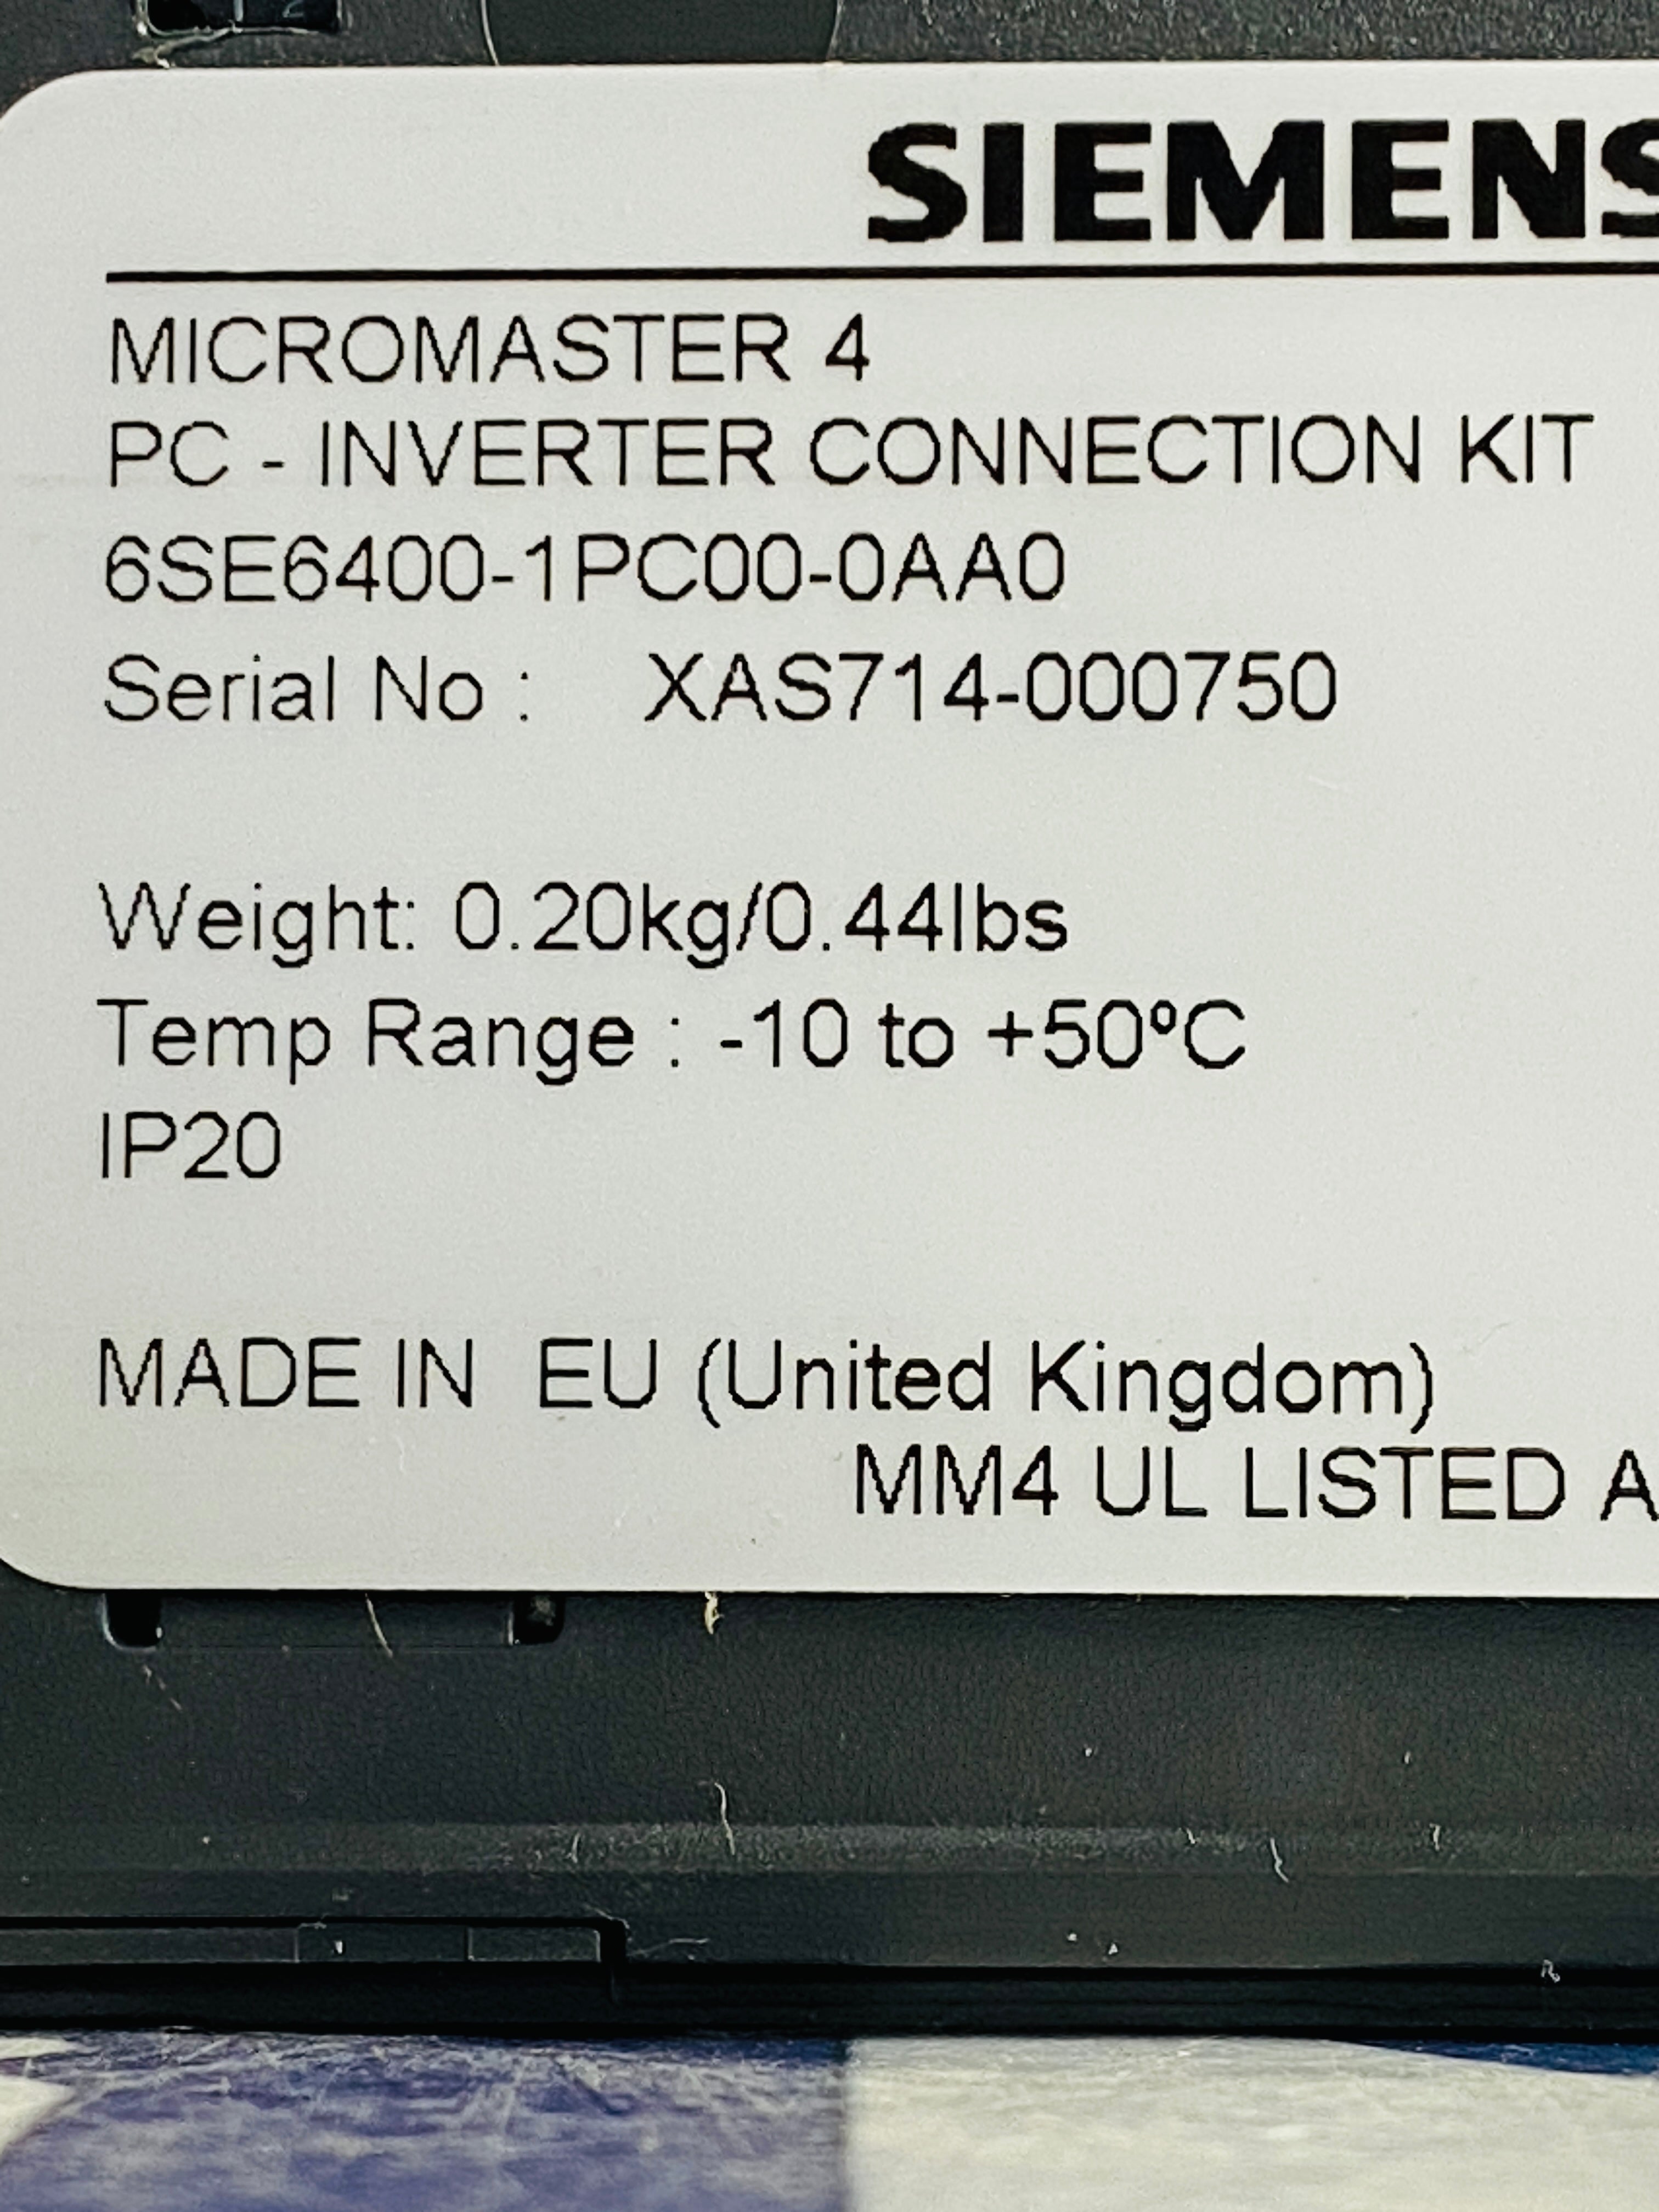 SIEMENS
MICROMASTER 4
PC - INVERTER CONNECTION KIT
6SE6400-1PC00-0AA0
Serial No : XAS714-000750
Weight: 0.20kg/0.44lbs
Temp Range : -10 to +50ºC
IP20
MADE IN EU (United Kingdom)
MM4 UL LISTED A